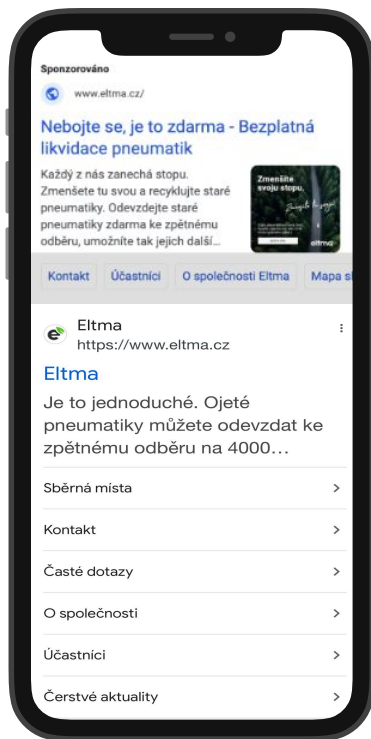 Sponzorováno
www.eltma.cz/
Nebojte se, je to zdarma - Bezplatná
likvidace pneumatik
Každý z nás zanechá stopu.
Zmenšete tu svou a recyklujte staré
pneumatiky. Odevzdejte staré
pneumatiky zdarma ke zpětnému
odběru, umožníte tak jejich další...
Zmenšite
svoju stopu.
eltma
Kontakt
Účastníci
O společnosti Eltma
Mapa s
Eltma
https://www.eltma.cz
Eltma
Je to jednoduché. Ojeté
pneumatiky můžete odevzdat ke
zpětnému odběru na 4000…
Sběrná místa
Kontakt
Časté dotazy
O společnosti
Účastníci
Čerstvé aktuality